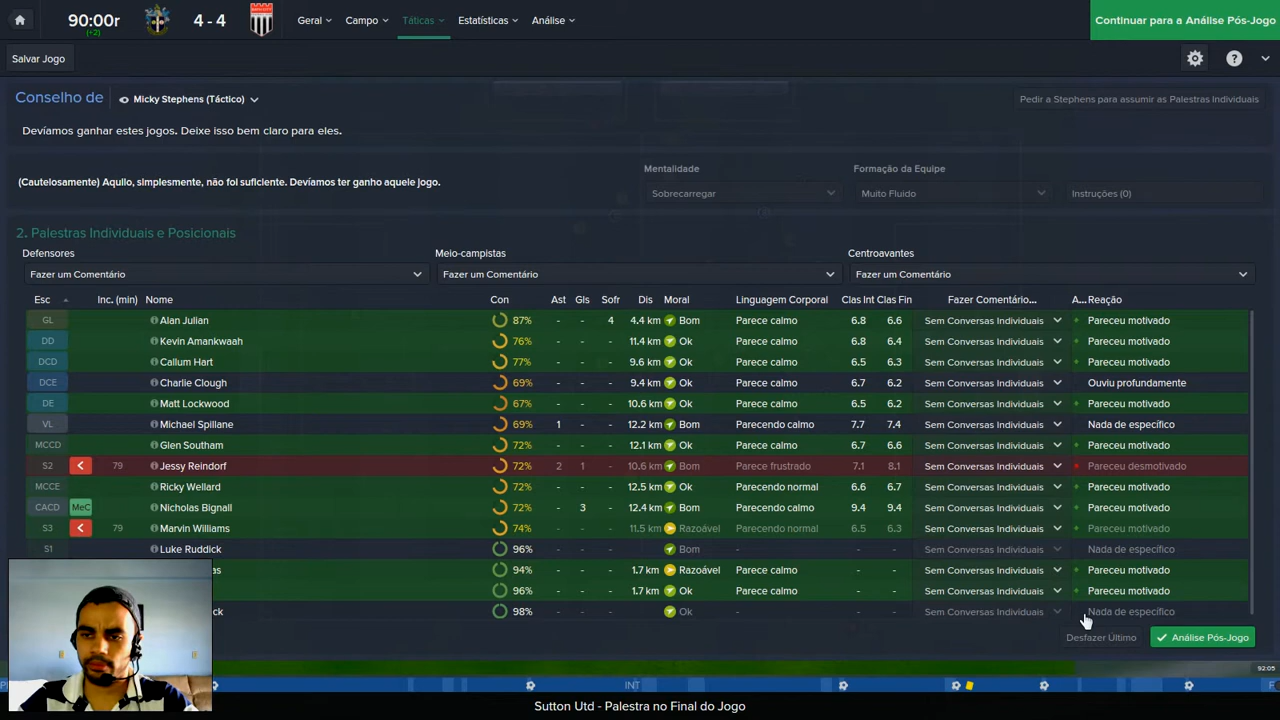 90:00r
(+2)
4 - 4
Geral
Campo
Táticas
Estatísticas
Análise
Continuar para a Análise Pós-Jogo
Salvar Jogo
Conselho de Micky Stephens (Táctico)
Pedir a Stephens para assumir as Palestras Individuais
Devíamos ganhar estes jogos. Deixe isso bem claro para eles.
Mentalidade Formação da Equipe
(Cautelosamente) Aquilo, simplesmente, não foi suficiente. Devíamos ter ganho aquele jogo.
Sobrecarregar Muito Fluido Instruções (0)
2. Palestras Individuais e Posicionais
Defensores Meio-campistas Centroavantes
Fazer um Comentário Fazer um Comentário Fazer um Comentário
Esc Inc. (min) Nome Con Ast Gls Sofr Dis Moral Linguagem Corporal Clas Int Clas Fin Fazer Comentário... A... Reação
GL Alan Julian 87% - - 4 4.4 km Bom Parece calmo 6.8 6.6 Sem Conversas Individuais Pareceu motivado
DD Kevin Amankwaah 76% - - - 11.4 km Ok Parece calmo 6.8 6.4 Sem Conversas Individuais Pareceu motivado
DCD Callum Hart 77% - - - 9.6 km Ok Parece calmo 6.5 6.3 Sem Conversas Individuais Pareceu motivado
DCE Charlie Clough 69% - - - 9.4 km Ok Parece calmo 6.7 6.2 Sem Conversas Individuais Ouviu profundamente
DE Matt Lockwood 67% - - - 10.6 km Ok Parece calmo 6.5 6.2 Sem Conversas Individuais Pareceu motivado
VL Michael Spillane 69% 1 - - 12.2 km Bom Parecendo calmo 7.7 7.4 Sem Conversas Individuais Nada de específico
MCCD Glen Southam 72% - - - 12.1 km Ok Parece calmo 6.7 6.6 Sem Conversas Individuais Pareceu motivado
S2 79 Jessy Reindorf 72% 2 1 - 10.6 km Bom Parece frustrado 7.1 8.1 Sem Conversas Individuais Pareceu desmotivado
MCCE Ricky Wellard 72% - - - 12.5 km Ok Parecendo normal 6.6 6.7 Sem Conversas Individuais Pareceu motivado
CACD MeC Nicholas Bignall 72% - 3 - 12.4 km Bom Parecendo calmo 9.4 9.4 Sem Conversas Individuais Pareceu motivado
S3 79 Marvin Williams 74% - - - 11.5 km Razoável Parecendo normal 6.5 6.3 Sem Conversas Individuais Pareceu motivado
S1 Luke Ruddick 96% Bom - - - Sem Conversas Individuais Nada de específico
as 94% - - - 1.7 km Razoável Parece calmo - - Sem Conversas Individuais Pareceu motivado
96% - - - 1.7 km Ok Parece calmo - - Sem Conversas Individuais Pareceu motivado
ck 98% Ok - - - Sem Conversas Individuais Nada de específico
Desfazer Último Análise Pós-Jogo
92:05
INT
Sutton Utd - Palestra no Final do Jogo